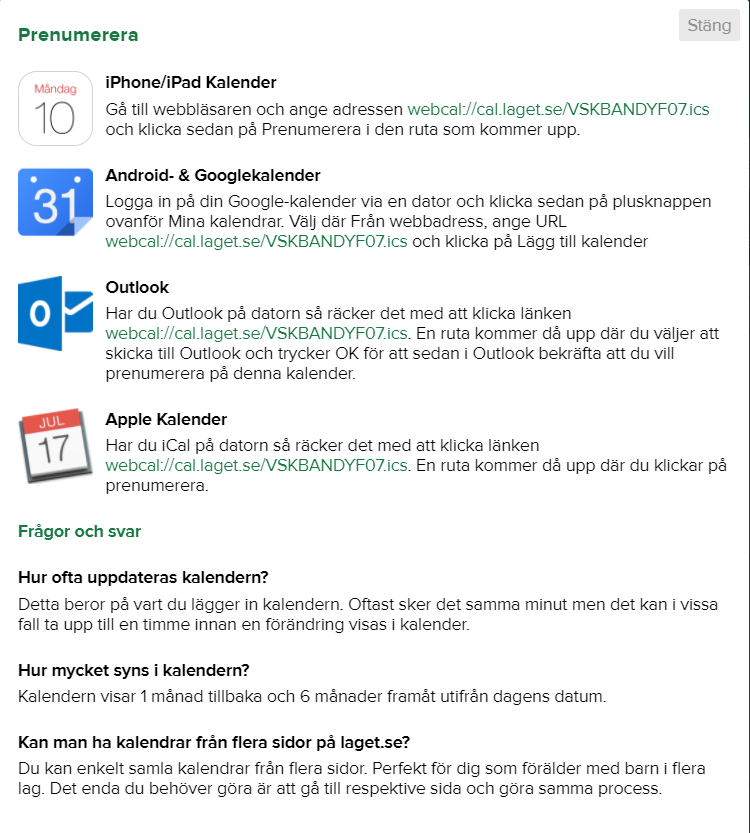 Stäng
Prenumerera
Måndag
10
iPhone/iPad Kalender
Gå till webbläsaren och ange adressen webcal://cal.laget.se/VSKBANDYF07.ics
och klicka sedan på Prenumerera i den ruta som kommer upp.
31
Android- & Googlekalender
Logga in på din Google-kalender via en dator och klicka sedan på plusknappen
ovanför Mina kalendrar. Välj där Från webbadress, ange URL
webcal://cal.laget.se/VSKBANDYF07.ics och klicka på Lägg till kalender
O
Outlook
Har du Outlook på datorn så räcker det med att klicka länken
webcal://cal.laget.se/VSKBANDYF07.ics. En ruta kommer då upp där du väljer att
skicka till Outlook och trycker OK för att sedan i Outlook bekräfta att du vill
prenumerera på denna kalender.
JUL
17
Apple Kalender
Har du iCal på datorn så räcker det med att klicka länken
webcal://cal.laget.se/VSKBANDYF07.ics. En ruta kommer då upp där du klickar på
prenumerera.
Frågor och svar
Hur ofta uppdateras kalendern?
Detta beror på vart du lägger in kalendern. Oftast sker det samma minut men det kan i vissa
fall ta upp till en timme innan en förändring visas i kalender.
Hur mycket syns i kalendern?
Kalendern visar 1 månad tillbaka och 6 månader framåt utifrån dagens datum.
Kan man ha kalendrar från flera sidor på laget.se?
Du kan enkelt samla kalendrar från flera sidor. Perfekt för dig som förälder med barn i flera
lag. Det enda du behöver göra är att gå till respektive sida och göra samma process.